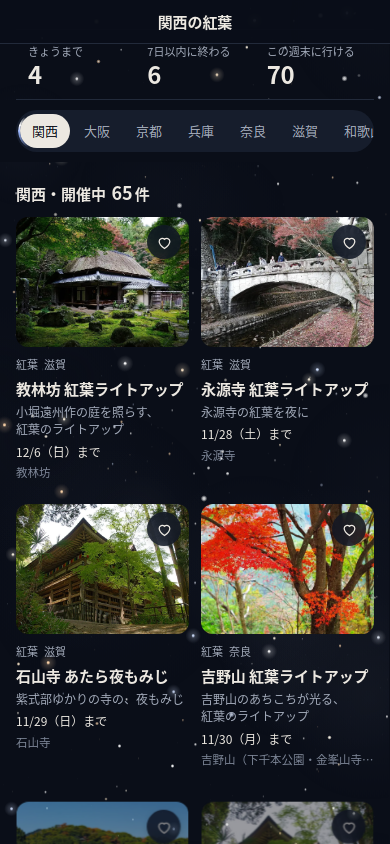 関西の紅葉
きょうまで
7日以内に終わる
この週末に行ける
4
6
70
関西
大阪
京都
兵庫
奈良
滋賀
和歌
関西・開催中 65件
紅葉 滋賀
教林坊 紅葉ライトアップ
小堀遠州作の庭を照らす、
紅葉のライトアップ
12/6（日）まで
教林坊
紅葉 滋賀
永源寺 紅葉ライトアップ
永源寺の紅葉を夜に
11/28（土）まで
永源寺
紅葉 滋賀
石山寺 あたら夜もみじ
紫式部ゆかりの寺の、夜もみじ
11/29（日）まで
石山寺
紅葉 奈良
吉野山 紅葉ライトアップ
吉野山のあちこちが光る、
紅葉のライトアップ
11/30（月）まで
吉野山（下千本公園・金峯山寺…